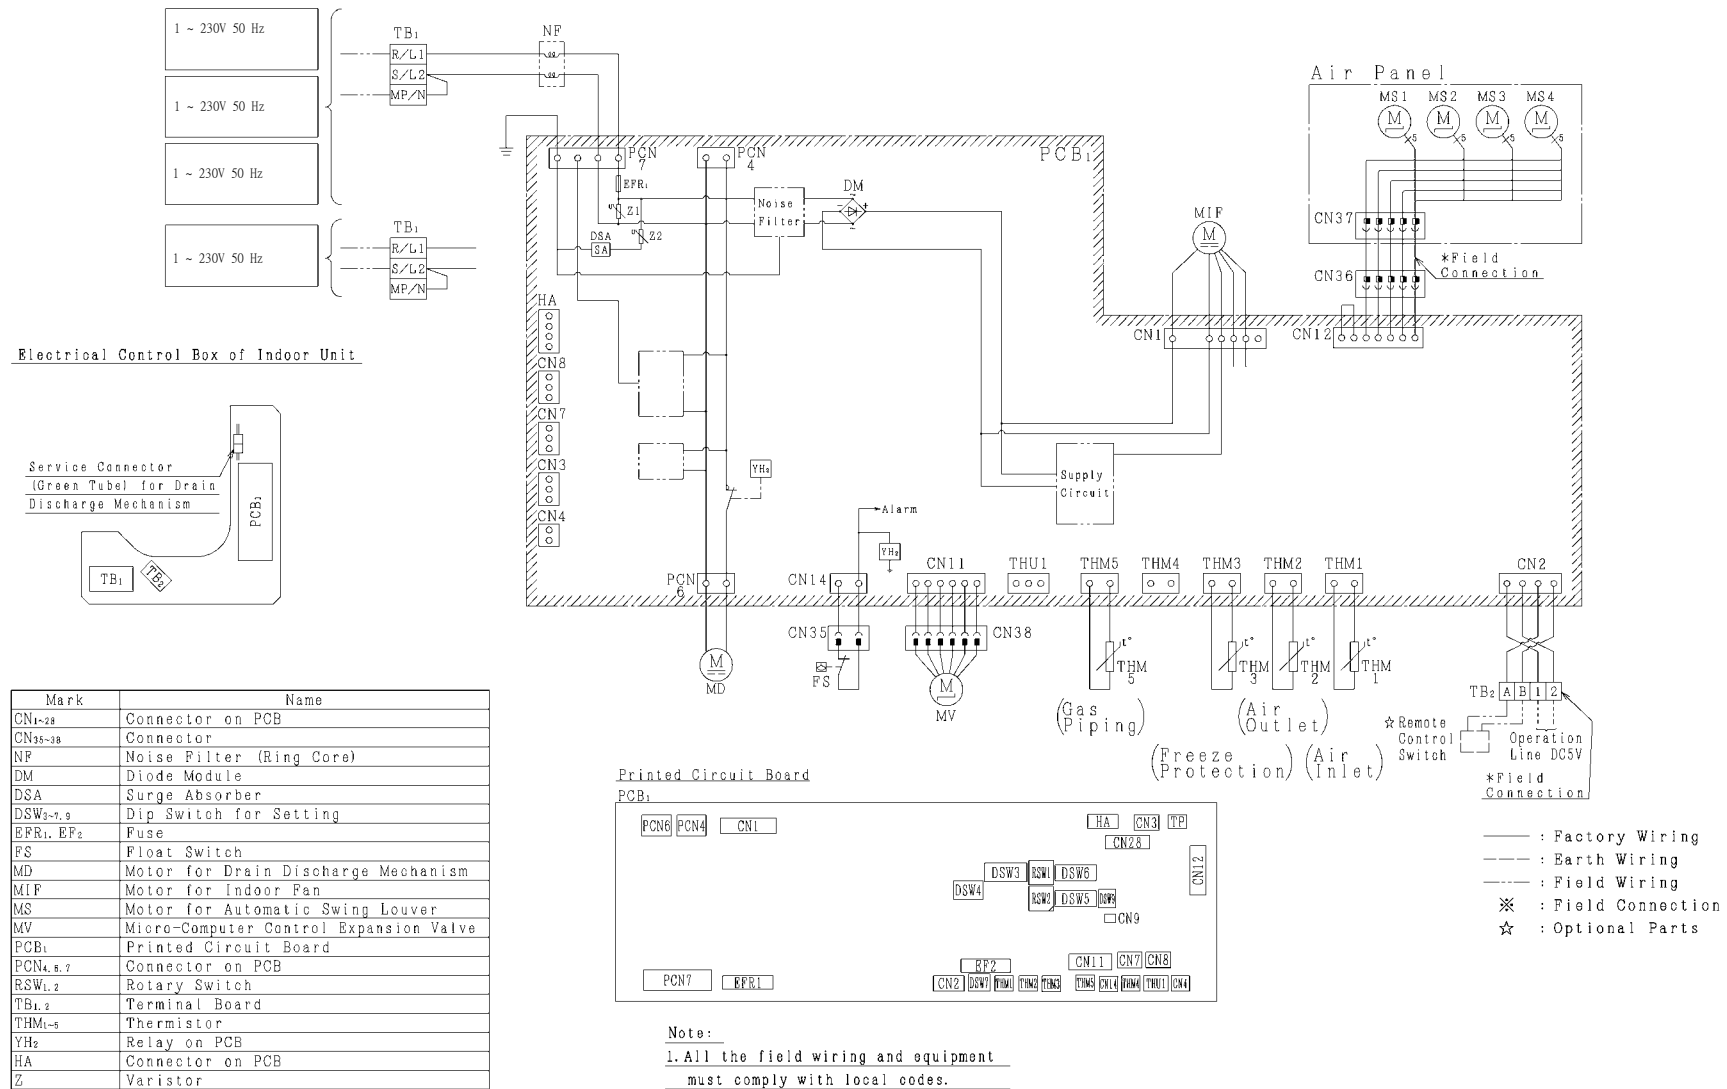 1 ~ 230V 50 Hz
1 ~ 230V 50 Hz
1 ~ 230V 50 Hz
1 ~ 230V 50 Hz
TB1
R/L1
S/L2
MP/N
NF
TB1
R/L1
S/L2
MP/N
Air Panel
MS1 MS2 MS3 MS4
M M M M
5 5 5 5
CN37
*Field
Connection
CN36
PCB1
PCN
7
PCN
4
EFR1
Z1
Z2
DSA
SA
Noise
Filter
DM
- +
~
~
MIF
M
CN1
CN12
HA
CN8
CN7
CN3
CN4
YH2
Supply
Circuit
Alarm
YH2
PCN
6
CN14
CN11
THU1
THM5
THM4
THM3
THM2
THM1
CN2
CN35
CN38
FS
M
MD
M
MV
t°
THM
5
t°
THM
3
t°
THM
2
t°
THM
1
(Gas
Piping)
(Air
Outlet)
(Freeze
Protection)
(Air
Inlet)
TB2 A B 1 2
☆Remote
Control
Switch
Operation
Line DC5V
*Field
Connection
Electrical Control Box of Indoor Unit
Service Connector
(Green Tube) for Drain
Discharge Mechanism
PCB1
TB1
TB2
Mark Name
CN1~28 Connector on PCB
CN35~38 Connector
NF Noise Filter (Ring Core)
DM Diode Module
DSA Surge Absorber
DSW3~7,9 Dip Switch for Setting
EFR1, EF2 Fuse
FS Float Switch
MD Motor for Drain Discharge Mechanism
MIF Motor for Indoor Fan
MS Motor for Automatic Swing Louver
MV Micro-Computer Control Expansion Valve
PCB1 Printed Circuit Board
PCN4,6,7 Connector on PCB
RSW1,2 Rotary Switch
TB1,2 Terminal Board
THM1~5 Thermistor
YH2 Relay on PCB
HA Connector on PCB
Z Varistor
Printed Circuit Board
PCB1
PCN6 PCN4 CN1
HA CN3 TP
CN28
CN12
DSW3 RSW1 DSW6
DSW4
RSW2 DSW5 DSW9
CN9
EF2 CN11 CN7 CN8
PCN7 EFR1
CN2 DSW7 THM1 THM2 THM3 THM5 CN14 THM4 THU1 CN4
: Factory Wiring
: Earth Wiring
: Field Wiring
※ : Field Connection
☆ : Optional Parts
Note:
1. All the field wiring and equipment
must comply with local codes.